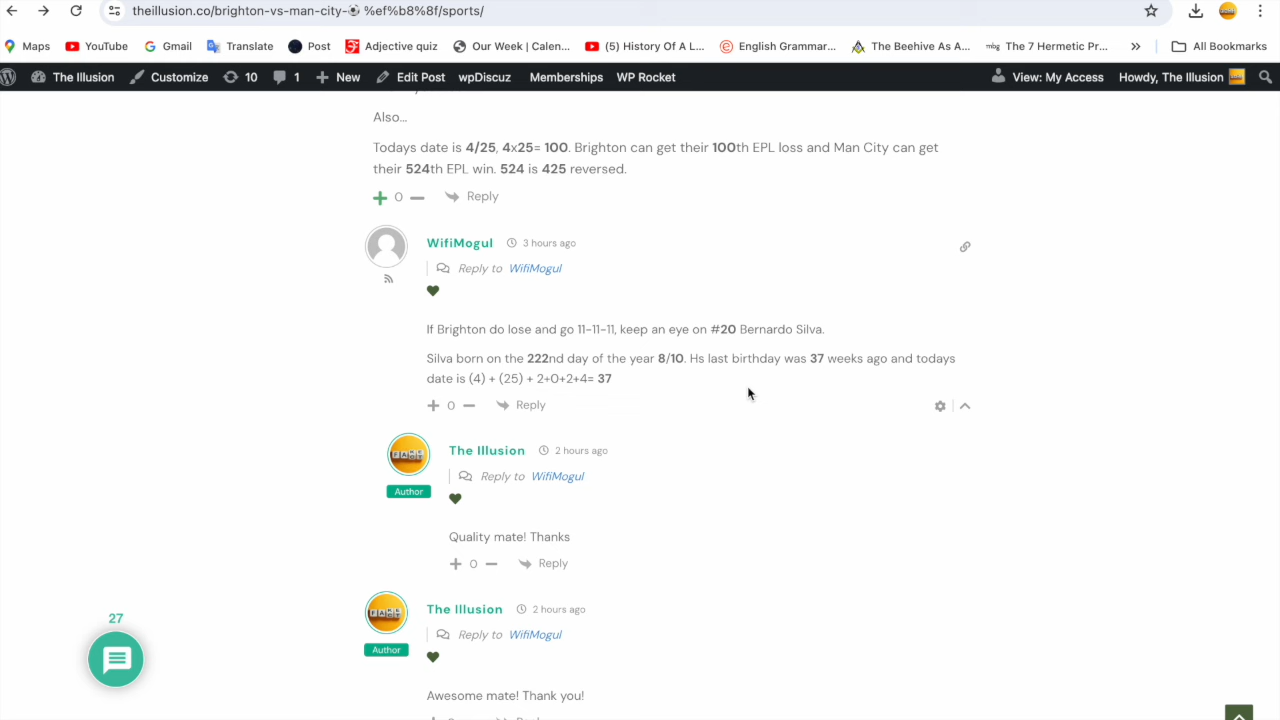 theillusion.co/brighton-vs-man-city-⚽ %ef%b8%8f/sports/
Maps YouTube Gmail Translate Post Adjective quiz Our Week | Calen... (5) History Of A L... English Grammar... The Beehive As A... mbg The 7 Hermetic Pr... » All Bookmarks
The Illusion Customize 10 1 New Edit Post wpDiscuz Memberships WP Rocket View: My Access Howdy, The Illusion
Also...
Todays date is 4/25, 4x25= 100. Brighton can get their 100th EPL loss and Man City can get
their 524th EPL win. 524 is 425 reversed.
0 Reply
WifiMogul 3 hours ago
Reply to WifiMogul
If Brighton do lose and go 11-11-11, keep an eye on #20 Bernardo Silva.
Silva born on the 222nd day of the year 8/10. Hs last birthday was 37 weeks ago and todays
date is (4) + (25) + 2+0+2+4= 37
0 Reply
The Illusion 2 hours ago
Reply to WifiMogul
Author
Quality mate! Thanks
0 Reply
The Illusion 2 hours ago
27
Reply to WifiMogul
Author
Awesome mate! Thank you!